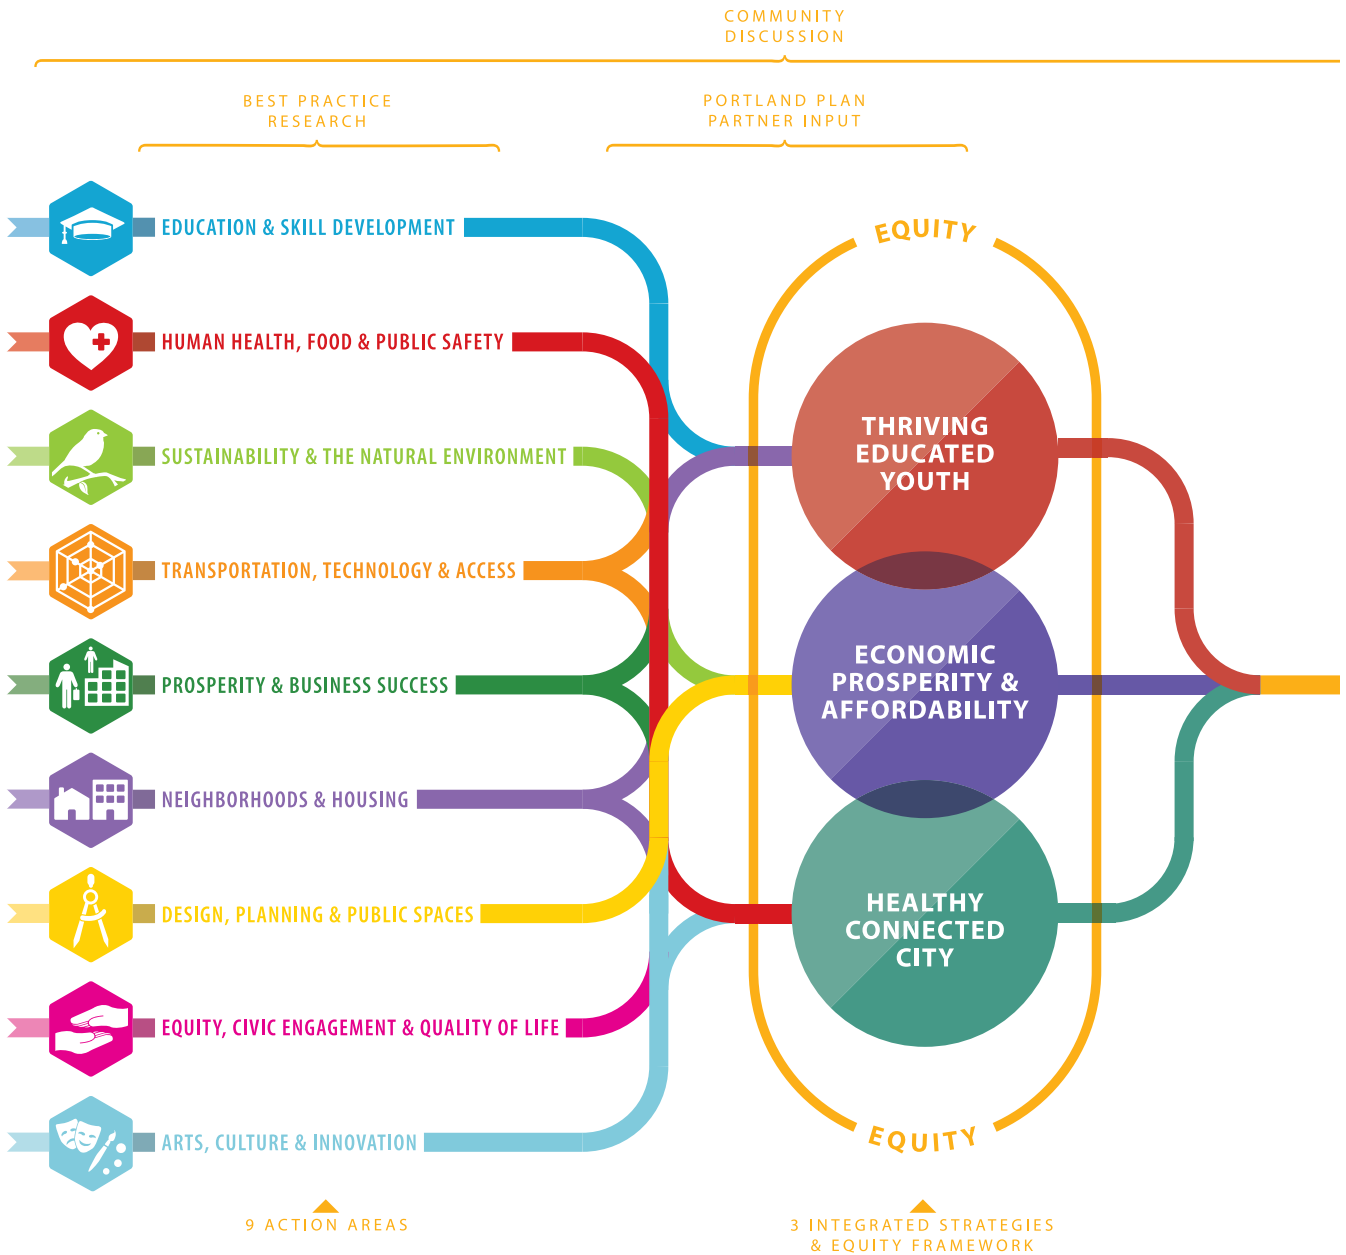 COMMUNITY
DISCUSSION
BEST PRACTICE
RESEARCH
PORTLAND PLAN
PARTNER INPUT
EDUCATION & SKILL DEVELOPMENT
HUMAN HEALTH, FOOD & PUBLIC SAFETY
SUSTAINABILITY & THE NATURAL ENVIRONMENT
TRANSPORTATION, TECHNOLOGY & ACCESS
PROSPERITY & BUSINESS SUCCESS
NEIGHBORHOODS & HOUSING
DESIGN, PLANNING & PUBLIC SPACES
EQUITY, CIVIC ENGAGEMENT & QUALITY OF LIFE
ARTS, CULTURE & INNOVATION
EQUITY
THRIVING
EDUCATED
YOUTH
ECONOMIC
PROSPERITY &
AFFORDABILITY
HEALTHY
CONNECTED
CITY
EQUITY
9 ACTION AREAS
3 INTEGRATED STRATEGIES
& EQUITY FRAMEWORK